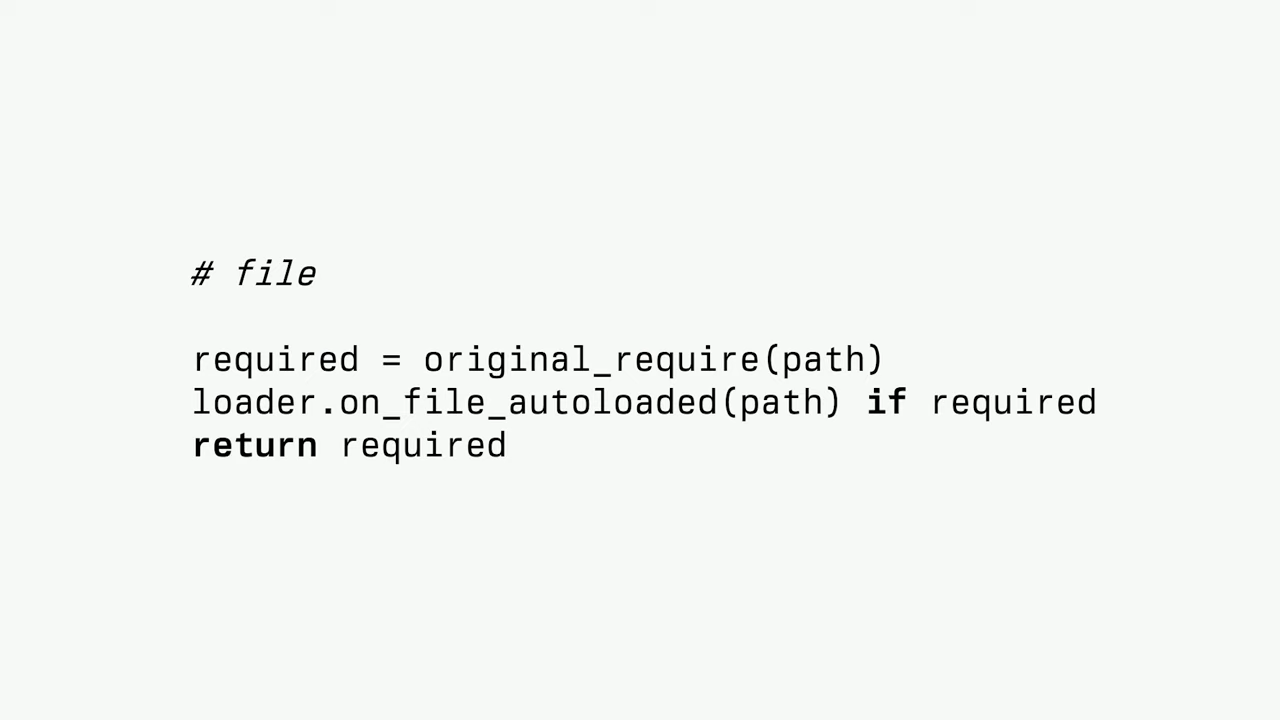 # file
required = original_require(path)
loader.on_file_autoloaded(path) if required
return required